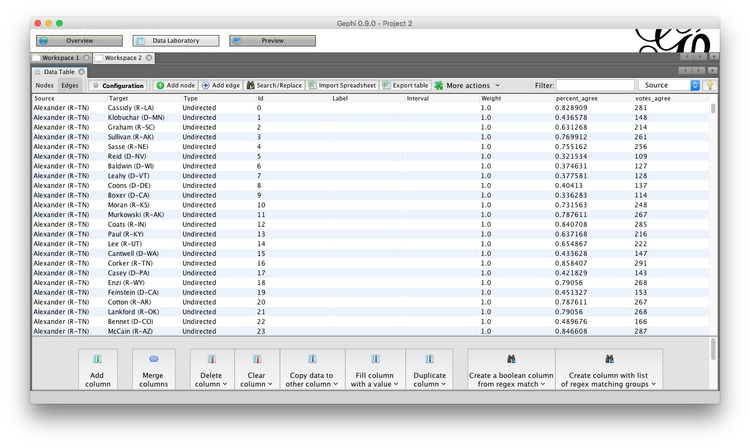 Gephi 0.9.0 - Project 2
Overview Data Laboratory Preview
Workspace 1 Workspace 2
Data Table
Nodes Edges Configuration Add node Add edge Search/Replace Import Spreadsheet Export table More actions Filter: Source
Source Target Type Id Label Interval Weight percent_agree votes_agree
Alexander (R-TN) Cassidy (R-LA) Undirected 0 1.0 0.828909 281
Alexander (R-TN) Klobuchar (D-MN) Undirected 1 1.0 0.436578 148
Alexander (R-TN) Graham (R-SC) Undirected 2 1.0 0.631268 214
Alexander (R-TN) Sullivan (R-AK) Undirected 3 1.0 0.769912 261
Alexander (R-TN) Sasse (R-NE) Undirected 4 1.0 0.755162 256
Alexander (R-TN) Reid (D-NV) Undirected 5 1.0 0.321534 109
Alexander (R-TN) Baldwin (D-WI) Undirected 6 1.0 0.374631 127
Alexander (R-TN) Leahy (D-VT) Undirected 7 1.0 0.377581 128
Alexander (R-TN) Coons (D-DE) Undirected 8 1.0 0.40413 137
Alexander (R-TN) Boxer (D-CA) Undirected 9 1.0 0.336283 114
Alexander (R-TN) Moran (R-KS) Undirected 10 1.0 0.731563 248
Alexander (R-TN) Murkowski (R-AK) Undirected 11 1.0 0.787611 267
Alexander (R-TN) Coats (R-IN) Undirected 12 1.0 0.840708 285
Alexander (R-TN) Paul (R-KY) Undirected 13 1.0 0.637168 216
Alexander (R-TN) Lee (R-UT) Undirected 14 1.0 0.654867 222
Alexander (R-TN) Cantwell (D-WA) Undirected 15 1.0 0.433628 147
Alexander (R-TN) Corker (R-TN) Undirected 16 1.0 0.858407 291
Alexander (R-TN) Casey (D-PA) Undirected 17 1.0 0.421829 143
Alexander (R-TN) Enzi (R-WY) Undirected 18 1.0 0.79056 268
Alexander (R-TN) Feinstein (D-CA) Undirected 19 1.0 0.451327 153
Alexander (R-TN) Cotton (R-AR) Undirected 20 1.0 0.787611 267
Alexander (R-TN) Lankford (R-OK) Undirected 21 1.0 0.79056 268
Alexander (R-TN) Bennet (D-CO) Undirected 22 1.0 0.489676 166
Alexander (R-TN) McCain (R-AZ) Undirected 23 1.0 0.846608 287
Add Merge Delete Clear Copy data to Fill column Duplicate Create a boolean column Create column with list
column columns column column other column with a value column from regex match of regex matching groups